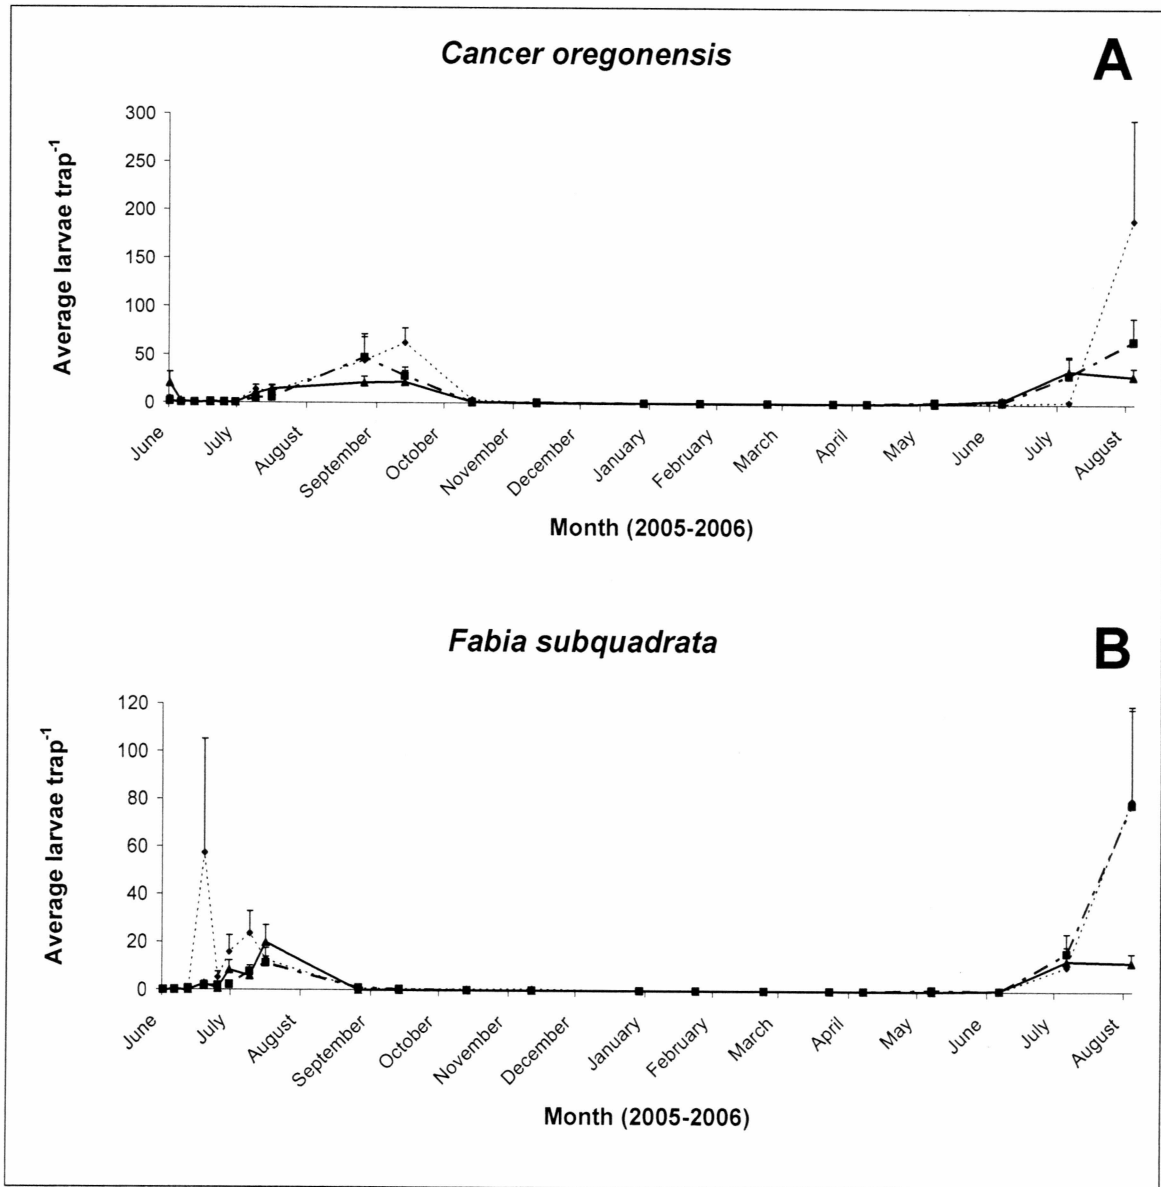 Cancer oregonensis
A
Average larvae trap-1
300
250
200
150
100
50
0
June
July
August
September
October
November
December
January
February
March
April
May
June
July
August
Month (2005-2006)
Fabia subquadrata
B
Average larvae trap-1
120
100
80
60
40
20
0
June
July
August
September
October
November
December
January
February
March
April
May
June
July
August
Month (2005-2006)